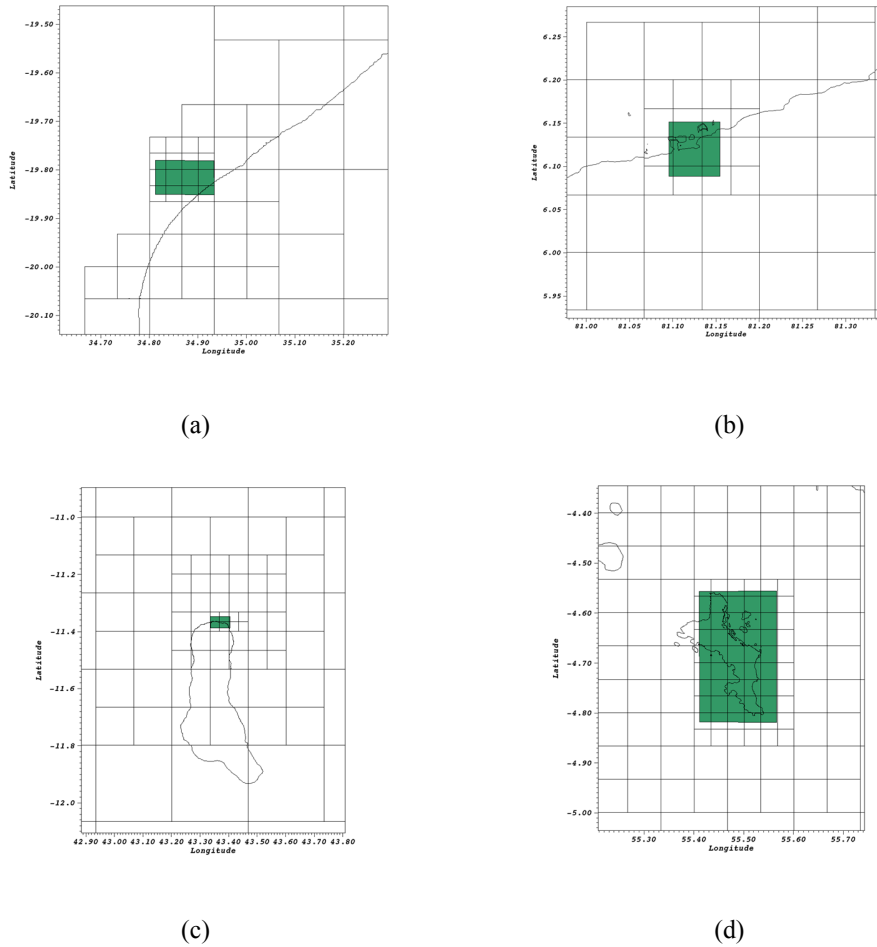 -19.50
-19.60
-19.70
-19.80
-19.90
-20.00
-20.10
Latitude
34.70 34.80 34.90 35.00 35.10 35.20
Longitude
(a)
6.25
6.20
6.15
6.10
6.05
6.00
5.95
Latitude
81.00 81.05 81.10 81.15 81.20 81.25 81.30
Longitude
(b)
-11.0
-11.2
-11.4
-11.6
-11.8
-12.0
Latitude
42.90 43.00 43.10 43.20 43.30 43.40 43.50 43.60 43.70 43.80
Longitude
(c)
-4.40
-4.50
-4.60
-4.70
-4.80
-4.90
-5.00
Latitude
55.30 55.40 55.50 55.60 55.70
Longitude
(d)